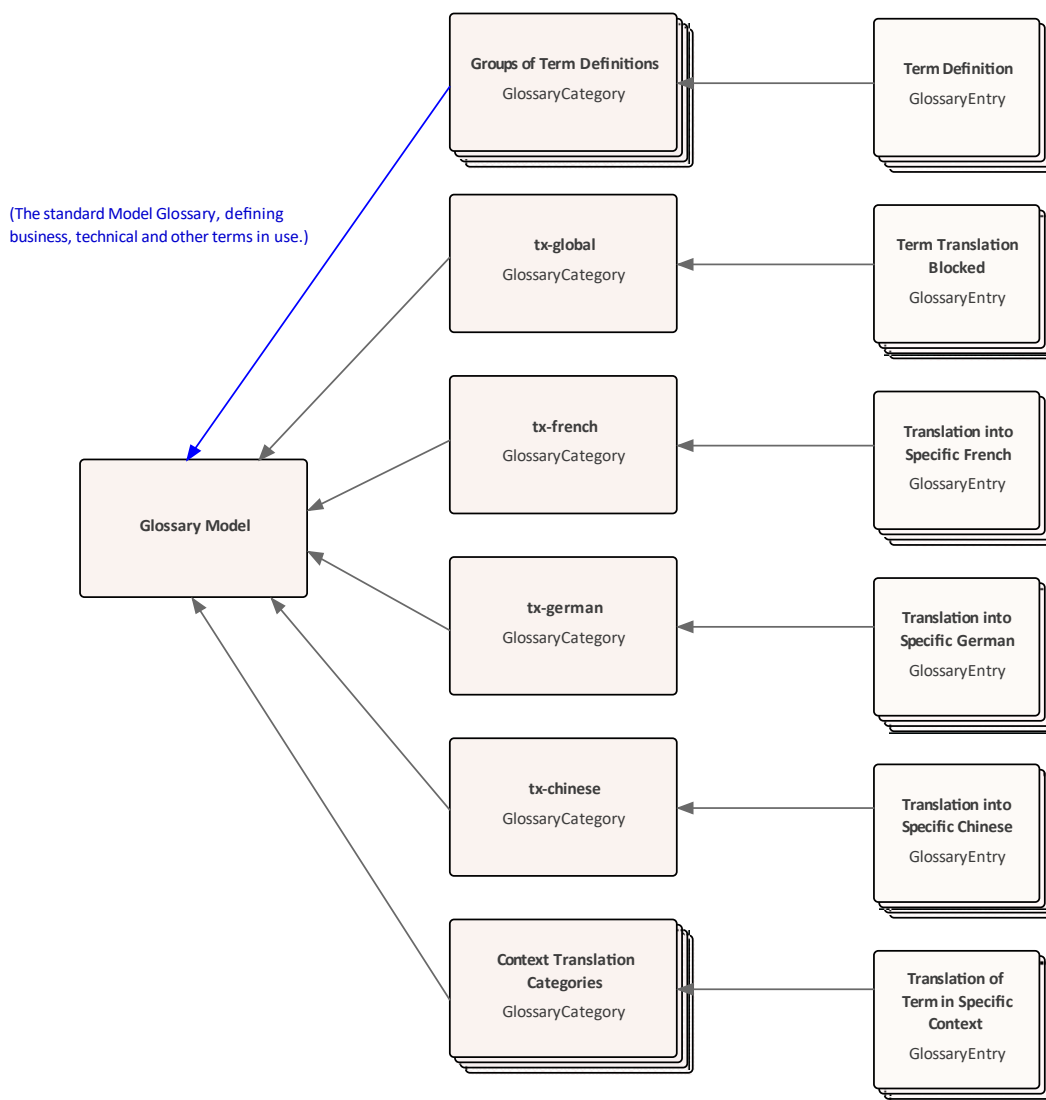 Groups of Term Definitions
GlossaryCategory
Term Definition
GlossaryEntry
(The standard Model Glossary, defining
business, technical and other terms in use.)
tx-global
GlossaryCategory
Term Translation
Blocked
GlossaryEntry
tx-french
GlossaryCategory
Translation into
Specific French
GlossaryEntry
Glossary Model
tx-german
GlossaryCategory
Translation into
Specific German
GlossaryEntry
tx-chinese
GlossaryCategory
Translation into
Specific Chinese
GlossaryEntry
Context Translation
Categories
GlossaryCategory
Translation of
Term in Specific
Context
GlossaryEntry